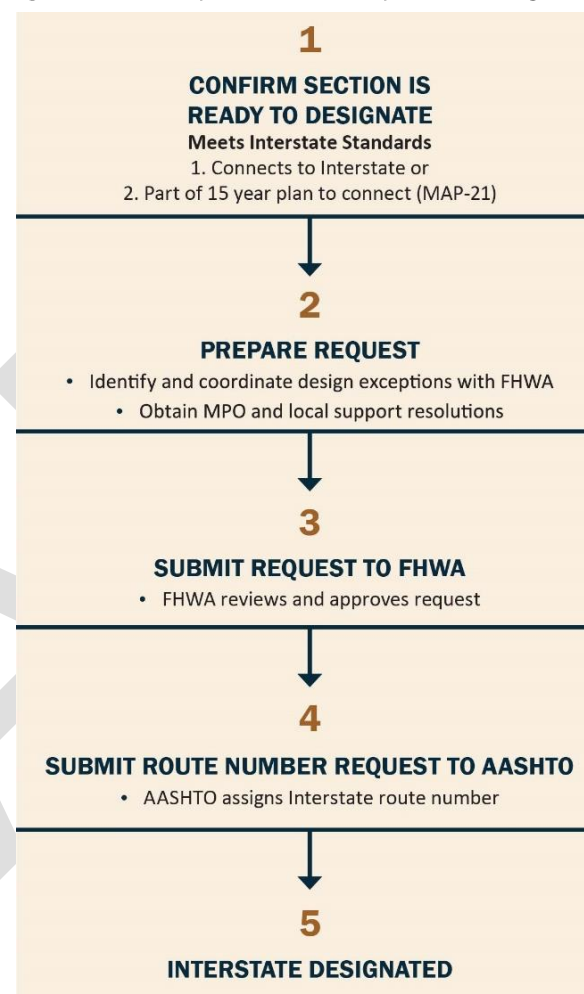 1
CONFIRM SECTION IS
READY TO DESIGNATE
Meets Interstate Standards
1. Connects to Interstate or
2. Part of 15 year plan to connect (MAP-21)
2
PREPARE REQUEST
• Identify and coordinate design exceptions with FHWA
• Obtain MPO and local support resolutions
3
SUBMIT REQUEST TO FHWA
• FHWA reviews and approves request
4
SUBMIT ROUTE NUMBER REQUEST TO AASHTO
• AASHTO assigns Interstate route number
5
INTERSTATE DESIGNATED